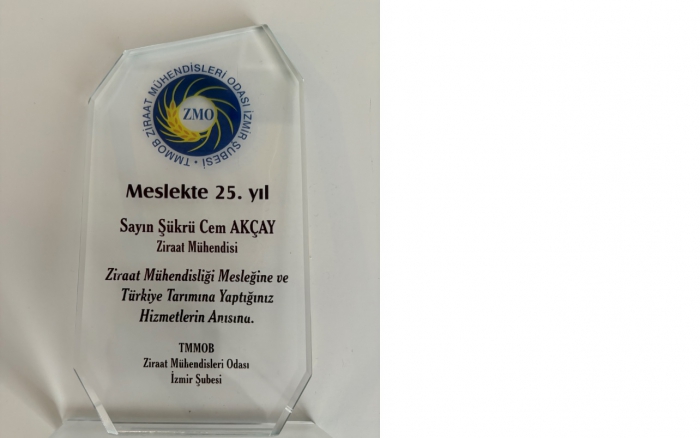 TMMOB ZİRAAT MÜHENDİSLERİ ODASI İZMİR ŞUBESİ •
ZMO
Meslekte 25. yıl
Sayın Şükrü Cem AKÇAY
Ziraat Mühendisi
Ziraat Mühendisliği Mesleğine ve
Türkiye Tarımına Yaptığınız
Hizmetlerin Anısına.
TMMOB
Ziraat Mühendisleri Odası
İzmir Şubesi